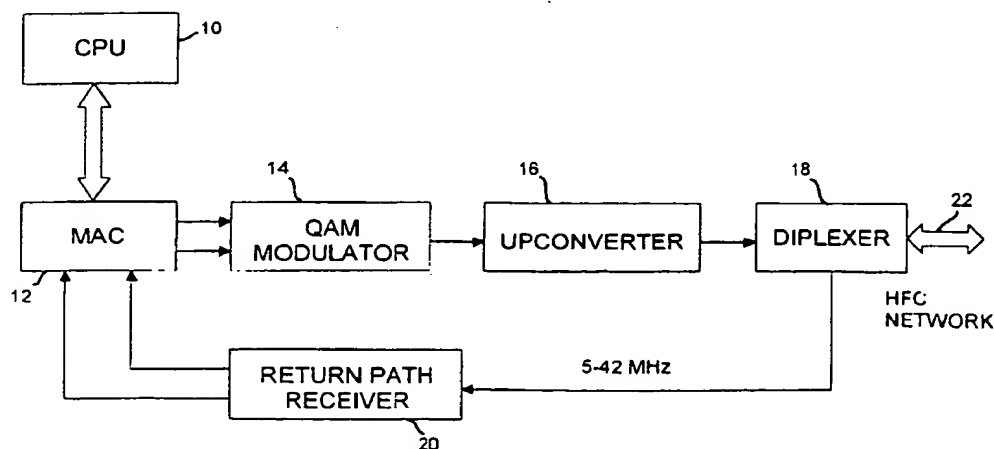 CPU
10
14
16
18
22
MAC
QAM
MODULATOR
UPCONVERTER
DIPLEXER
12
HFC
NETWORK
RETURN PATH
RECEIVER
5-42 MHz
20